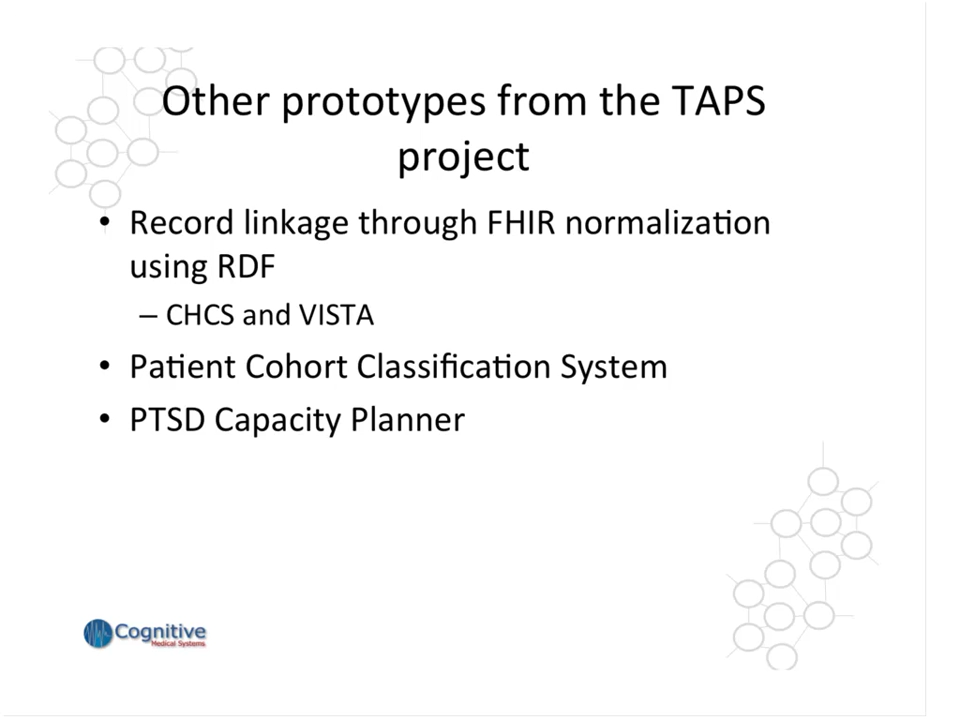 Other prototypes from the TAPS
project
• Record linkage through FHIR normalization
using RDF
– CHCS and VISTA
• Patient Cohort Classification System
• PTSD Capacity Planner
Cognitive
Medical Systems